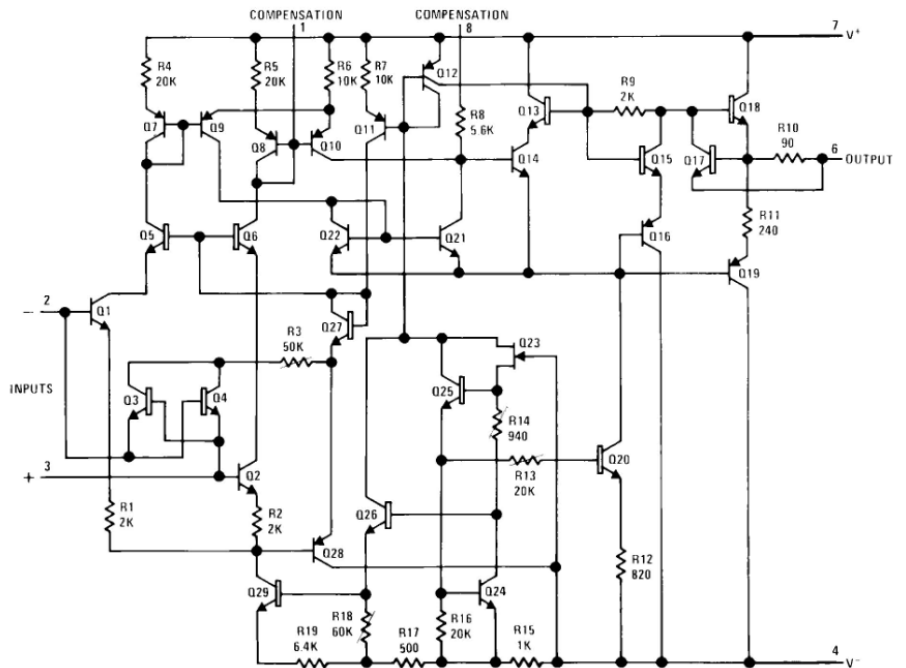 COMPENSATION
1
COMPENSATION
8
7
V+
R4
20K
R5
20K
R6
10K
R7
10K
Q12
R8
5.6K
Q13
R9
2K
Q18
R10
90
6
OUTPUT
Q7
Q9
Q8
Q10
Q11
Q14
Q15
Q17
R11
240
Q5
Q6
Q22
Q21
Q16
Q19
2
−
Q1
Q27
R3
50K
Q23
INPUTS
Q3
Q4
Q25
R14
940
3
+
Q2
R13
20K
Q20
R1
2K
R2
2K
Q26
Q28
R12
820
Q29
Q24
R18
60K
R16
20K
R19
6.4K
R17
500
R15
1K
4
V−